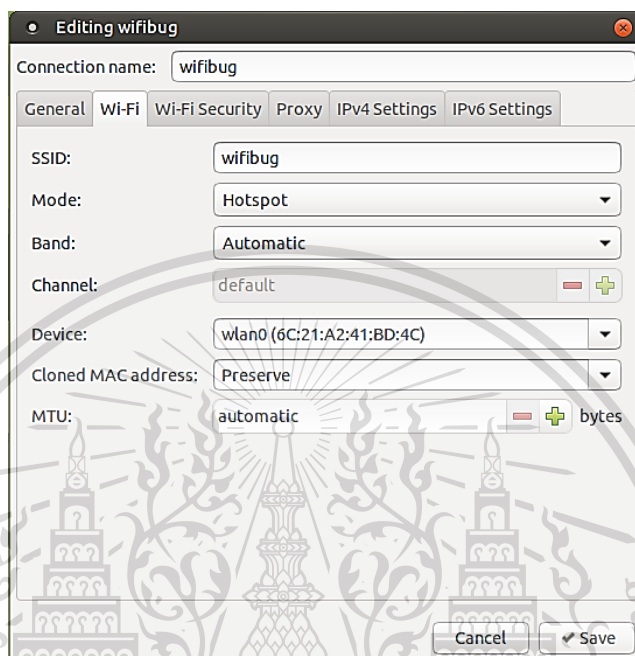 Editing wifibug
Connection name: wifibug
General Wi-Fi Wi-Fi Security Proxy IPv4 Settings IPv6 Settings
SSID: wifibug
Mode: Hotspot
Band: Automatic
Channel: default
Device: wlan0 (6C:21:A2:41:BD:4C)
Cloned MAC address: Preserve
MTU: automatic bytes
Cancel Save